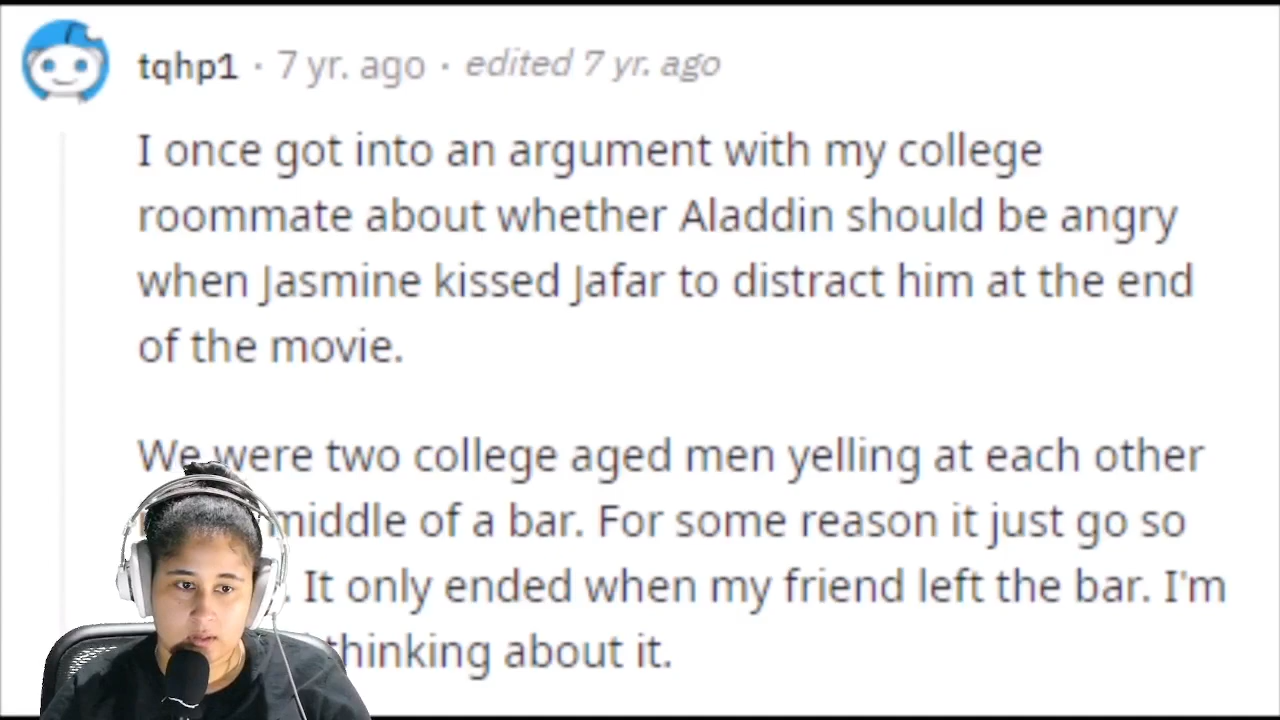 tqhp1 · 7 yr. ago · edited 7 yr. ago
I once got into an argument with my college
roommate about whether Aladdin should be angry
when Jasmine kissed Jafar to distract him at the end
of the movie.
We were two college aged men yelling at each other
middle of a bar. For some reason it just go so
. It only ended when my friend left the bar. I'm
thinking about it.